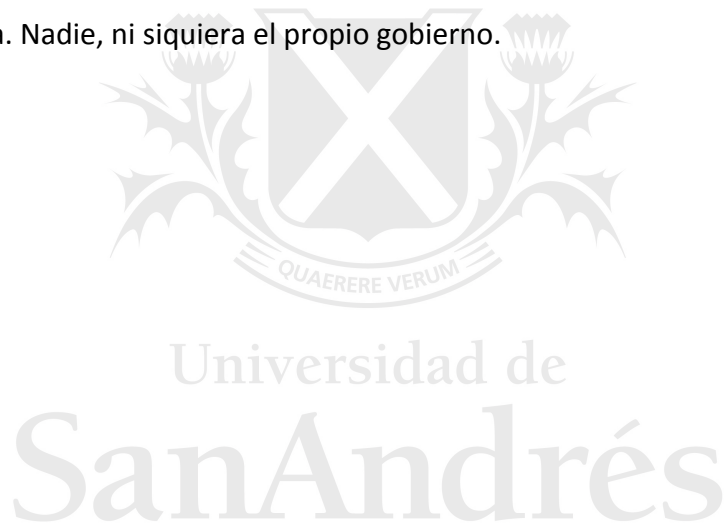 . Nadie, ni siquiera el propio gobierno.
QUAERERE VERUM
Universidad de
SanAndrés